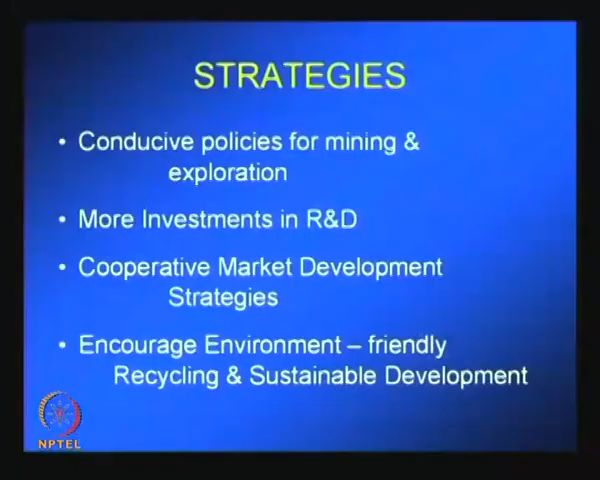 STRATEGIES
• Conducive policies for mining &
exploration
• More Investments in R&D
• Cooperative Market Development
Strategies
• Encourage Environment – friendly
Recycling & Sustainable Development
NPTEL